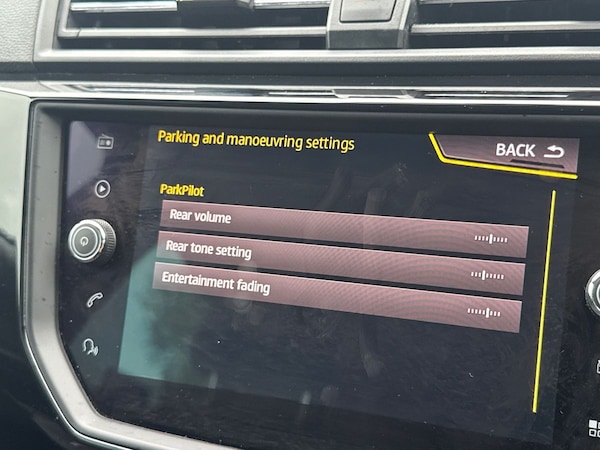 Parking and manoeuvring settings
BACK
ParkPilot
Rear volume
Rear tone setting
Entertainment fading